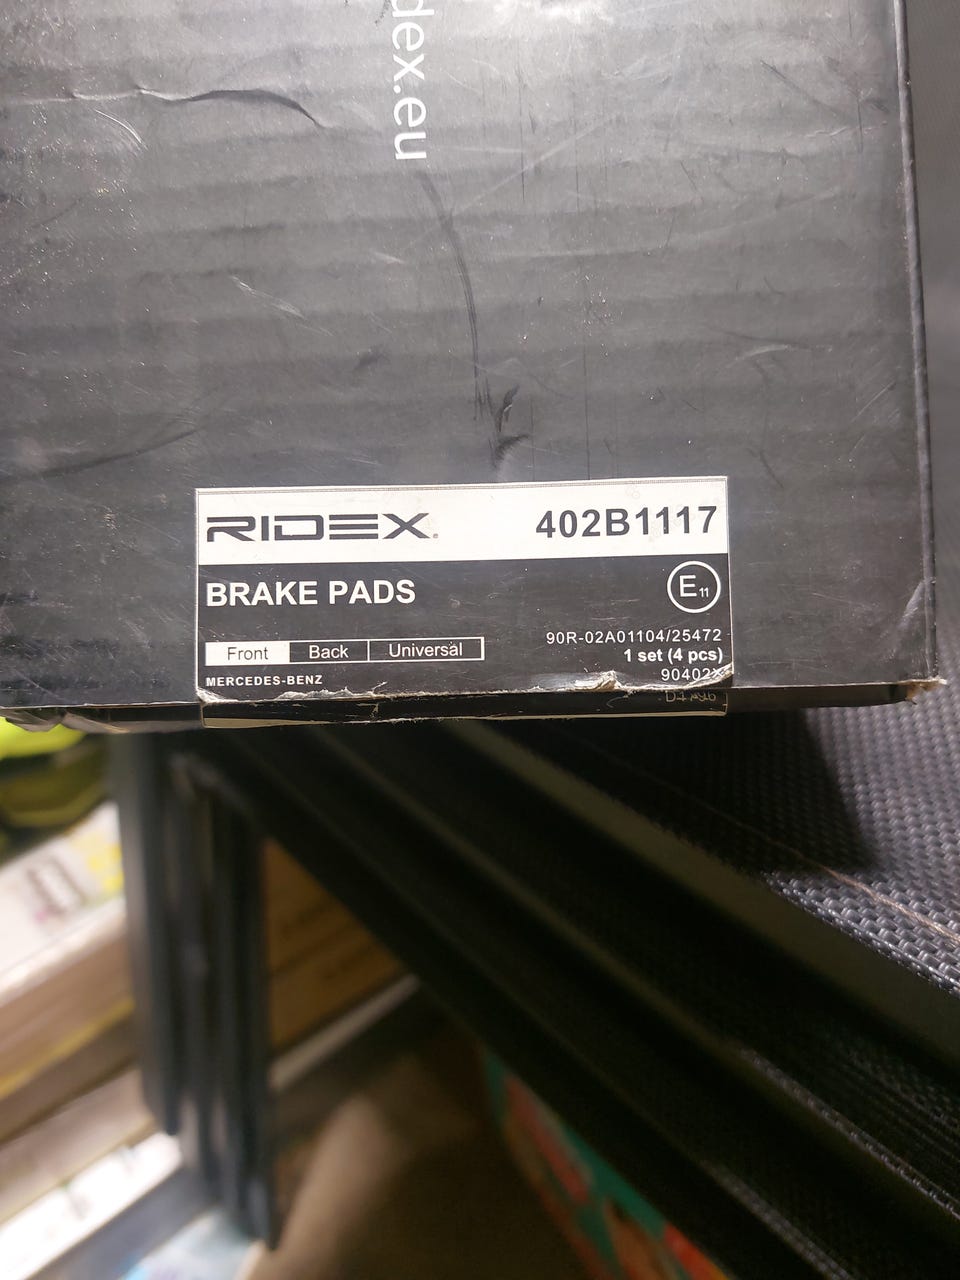 dex.eu
RIDEX 402B1117
BRAKE PADS
E11
90R-02A01104/25472
Front Back Universal
1 set (4 pcs)
MERCEDES-BENZ